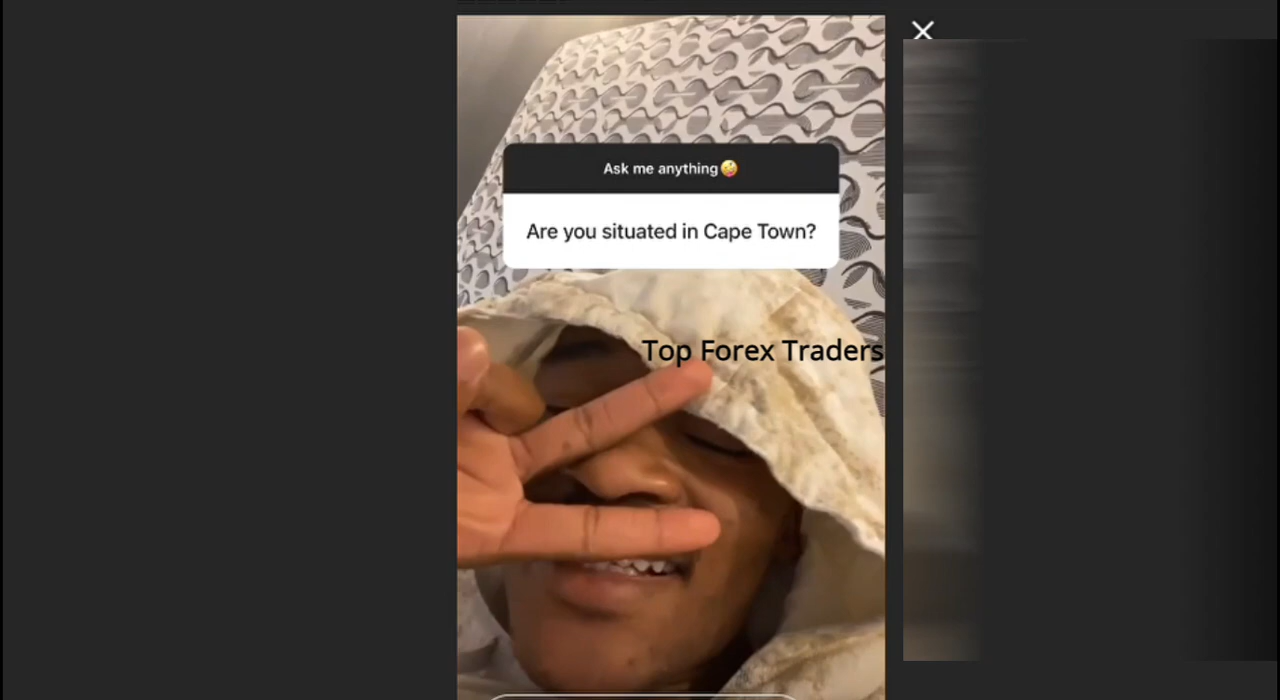 Ask me anything🤪
Are you situated in Cape Town?
Top Forex Traders